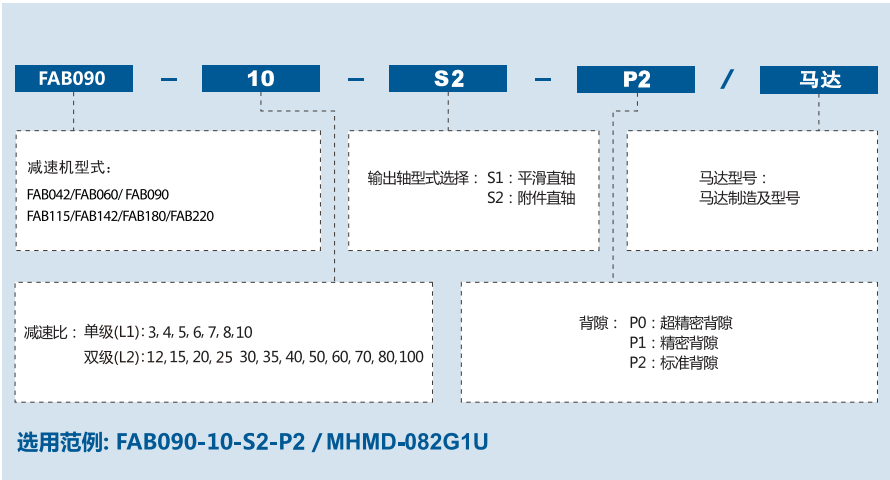 FAB090 - 10 - S2 - P2 / 马达
减速机型式：
FAB042/FAB060/ FAB090
FAB115/FAB142/FAB180/FAB220
输出轴型式选择： S1：平滑直轴
S2：附件直轴
马达型号：
马达制造及型号
减速比： 单级(L1)：3, 4, 5, 6, 7, 8, 10
双级(L2)：12, 15, 20, 25 30, 35, 40, 50, 60, 70, 80, 100
背隙： P0：超精密背隙
P1：精密背隙
P2：标准背隙
选用范例: FAB090-10-S2-P2 / MHMD-082G1U